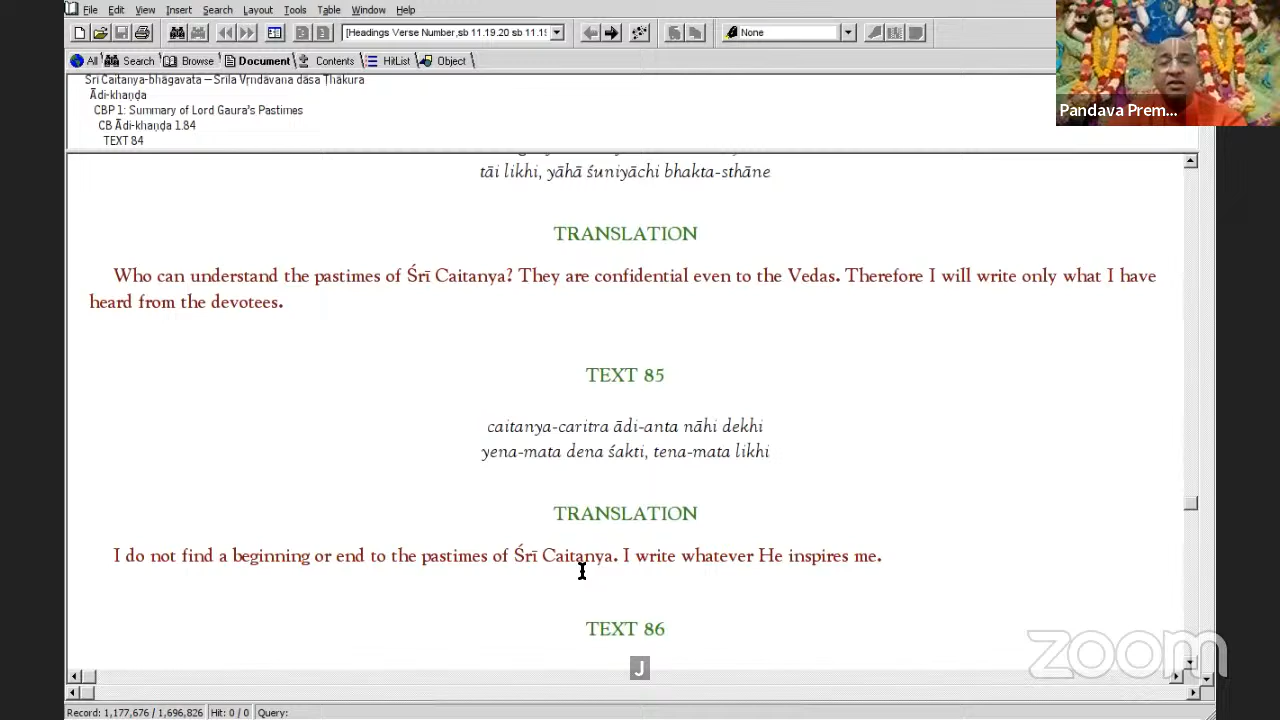 File Edit View Insert Search Layout Tools Table Window Help
[Headings Verse Number,sb 11.19.20 sb 11.1
None
All Search Browse Document Contents HitList Object
Śrī Caitanya-bhāgavata – Śrīla Vṛndāvana dāsa Ṭhākura
Ādi-khaṇḍa
CBP 1: Summary of Lord Gaura's Pastimes
CB Ādi-khaṇḍa 1.84
TEXT 84
Pandava Prem...
tāi likhi, yāhā śuniyāchi bhakta-sthāne
TRANSLATION
Who can understand the pastimes of Śrī Caitanya? They are confidential even to the Vedas. Therefore I will write only what I have
heard from the devotees.
TEXT 85
caitanya-caritra ādi-anta nāhi dekhi
yena-mata dena śakti, tena-mata likhi
TRANSLATION
I do not find a beginning or end to the pastimes of Śrī Caitanya. I write whatever He inspires me.
TEXT 86
zoom
J
Record: 1,177,676 / 1,696,826 Hit: 0 / 0 Query: